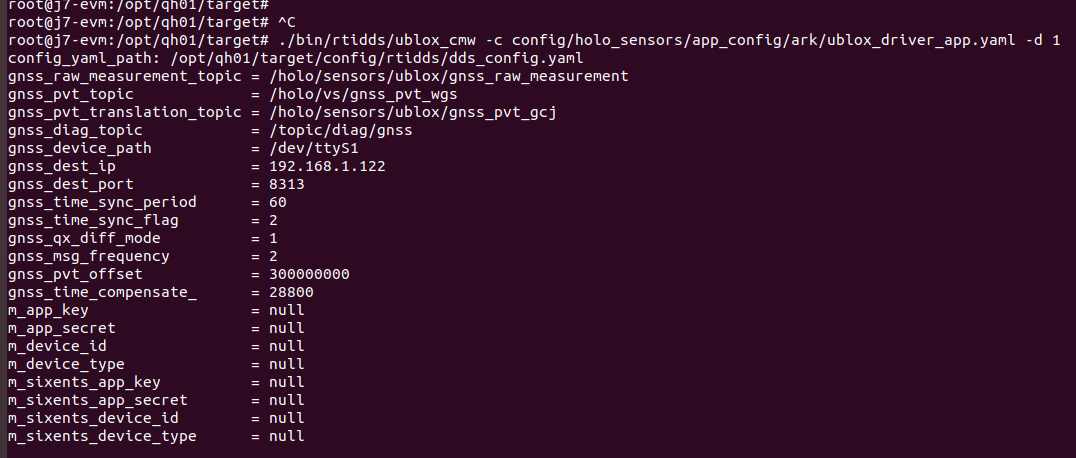 root@j7-evm:/opt/qh01/target#
root@j7-evm:/opt/qh01/target# ^C
root@j7-evm:/opt/qh01/target# ./bin/rtidds/ublox_cmw -c config/holo_sensors/app_config/ark/ublox_driver_app.yaml -d 1
config_yaml_path: /opt/qh01/target/config/rtidds/dds_config.yaml
gnss_raw_measurement_topic = /holo/sensors/ublox/gnss_raw_measurement
gnss_pvt_topic             = /holo/vs/gnss_pvt_wgs
gnss_pvt_translation_topic = /holo/sensors/ublox/gnss_pvt_gcj
gnss_diag_topic            = /topic/diag/gnss
gnss_device_path           = /dev/ttyS1
gnss_dest_ip               = 192.168.1.122
gnss_dest_port             = 8313
gnss_time_sync_period      = 60
gnss_time_sync_flag        = 2
gnss_qx_diff_mode          = 1
gnss_msg_frequency         = 2
gnss_pvt_offset            = 300000000
gnss_time_compensate_      = 28800
m_app_key                  = null
m_app_secret               = null
m_device_id                = null
m_device_type              = null
m_sixents_app_key          = null
m_sixents_app_secret       = null
m_sixents_device_id        = null
m_sixents_device_type      = null